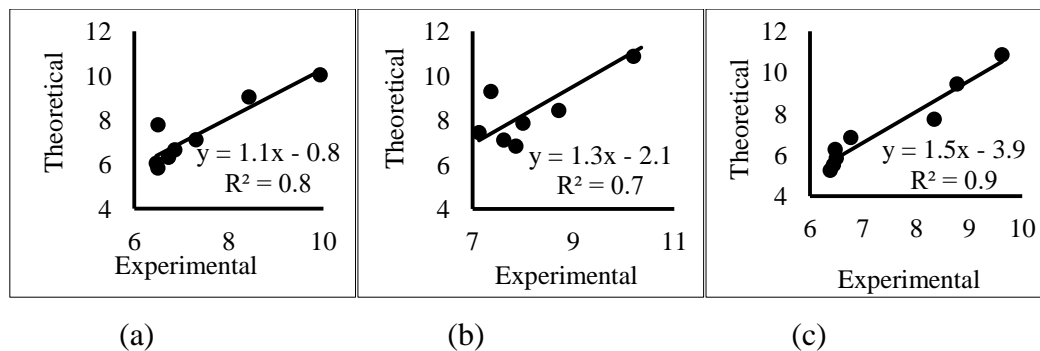 Theoretical
12
10
8
6
4
y = 1.1x - 0.8
R² = 0.8
6 8 10
Experimental
(a)
Theoretical
12
10
8
6
4
y = 1.3x - 2.1
R² = 0.7
7 9 11
Experimental
(b)
Theoretical
12
10
8
6
4
y = 1.5x - 3.9
R² = 0.9
6 7 8 9 10
Experimental
(c)